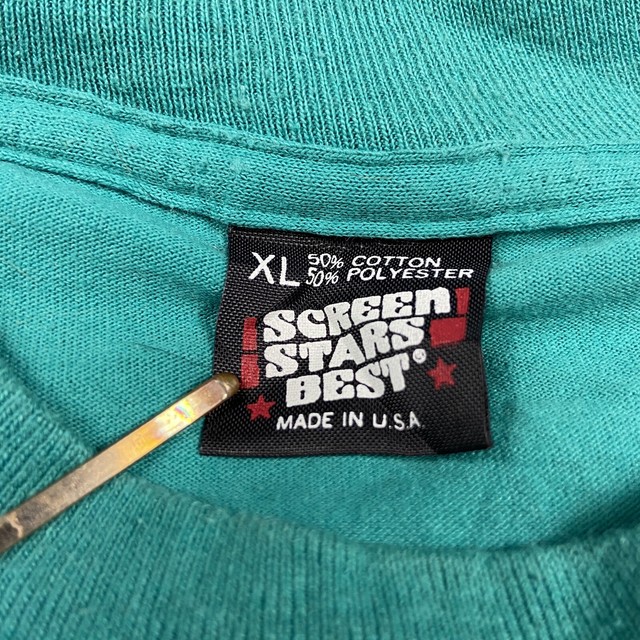 XL 50% COTTON
50% POLYESTER
SCREEN
STARS
BEST®
MADE IN U.S.A.